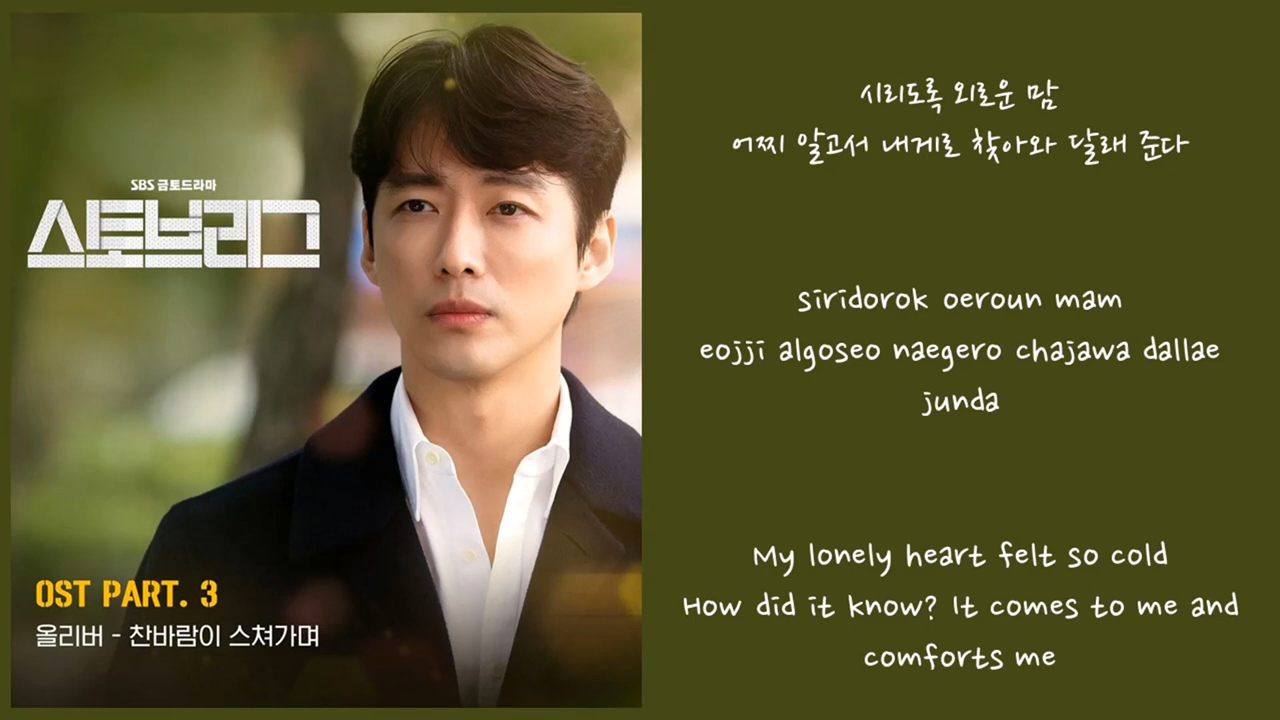 SBS 금토드라마
스토브리그
OST PART. 3
올리버 - 찬바람이 스쳐가며
시리도록 외로운 맘
어찌 알고서 내게로 찾아와 달래 준다
siridorok oeroun mam
eojji algoseo naegero chajawa dallae
junda
My lonely heart felt so cold
How did it know? It comes to me and
comforts me